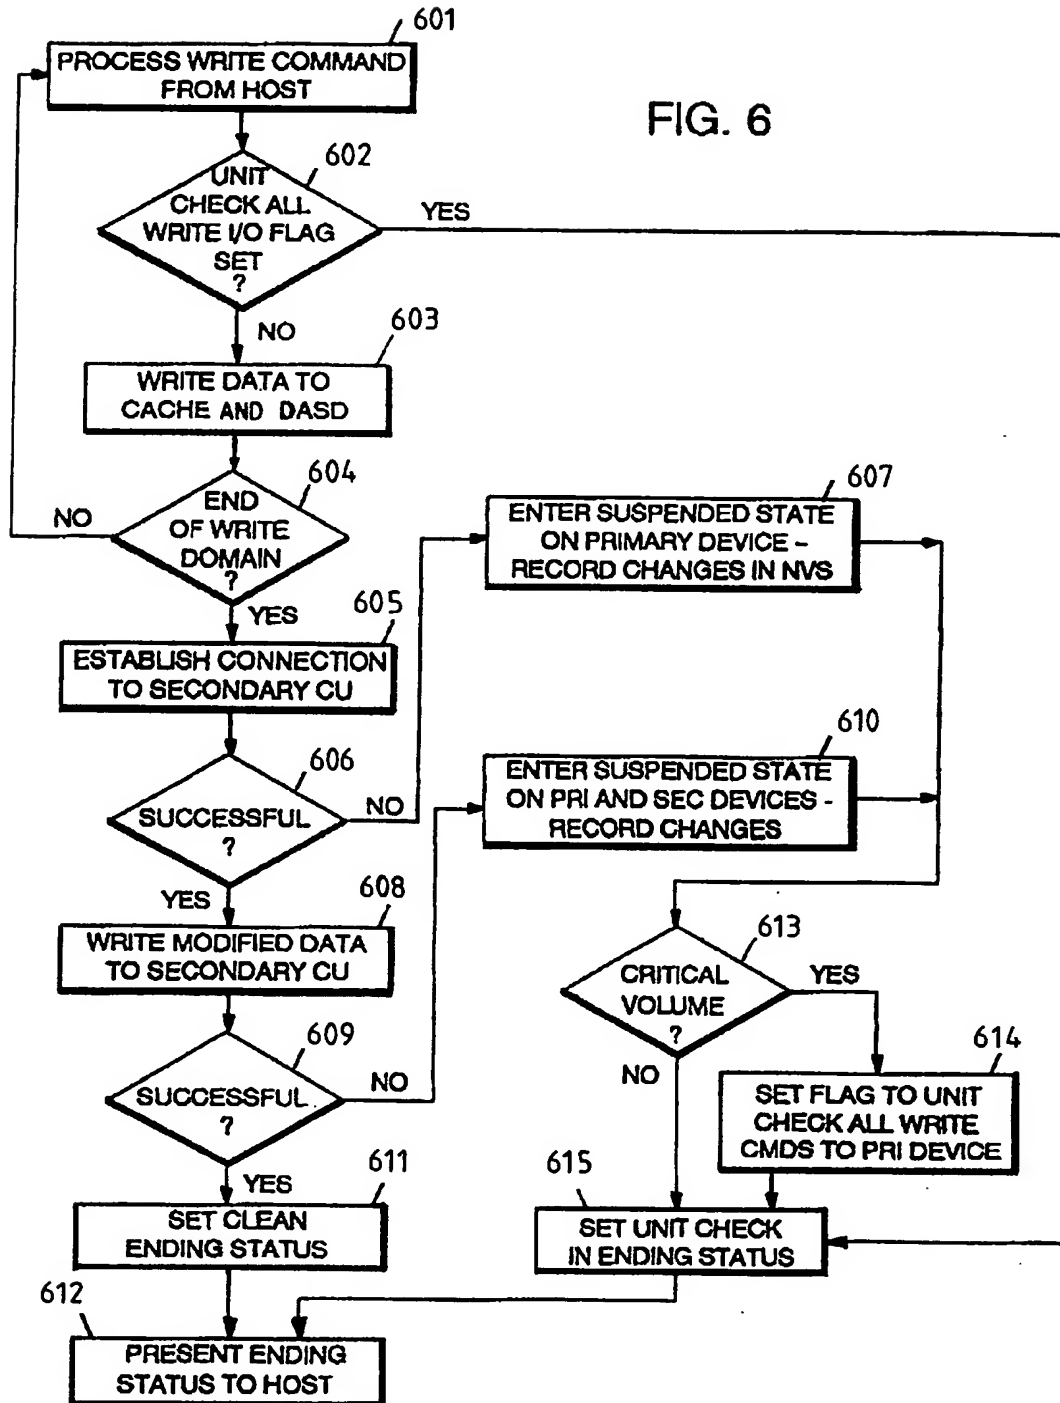 601
PROCESS WRITE COMMAND
FROM HOST
FIG. 6
602
UNIT
CHECK ALL
WRITE I/O FLAG
SET
?
YES
NO
603
WRITE DATA TO
CACHE AND DASD
604
END
OF WRITE
DOMAIN
?
NO
YES
607
ENTER SUSPENDED STATE
ON PRIMARY DEVICE -
RECORD CHANGES IN NVS
605
ESTABLISH CONNECTION
TO SECONDARY CU
606
SUCCESSFUL
?
NO
YES
610
ENTER SUSPENDED STATE
ON PRI AND SEC DEVICES -
RECORD CHANGES
608
WRITE MODIFIED DATA
TO SECONDARY CU
613
CRITICAL
VOLUME
?
YES
NO
609
SUCCESSFUL
?
NO
YES
614
SET FLAG TO UNIT
CHECK ALL WRITE
CMDS TO PRI DEVICE
611
SET CLEAN
ENDING STATUS
615
SET UNIT CHECK
IN ENDING STATUS
612
PRESENT ENDING
STATUS TO HOST